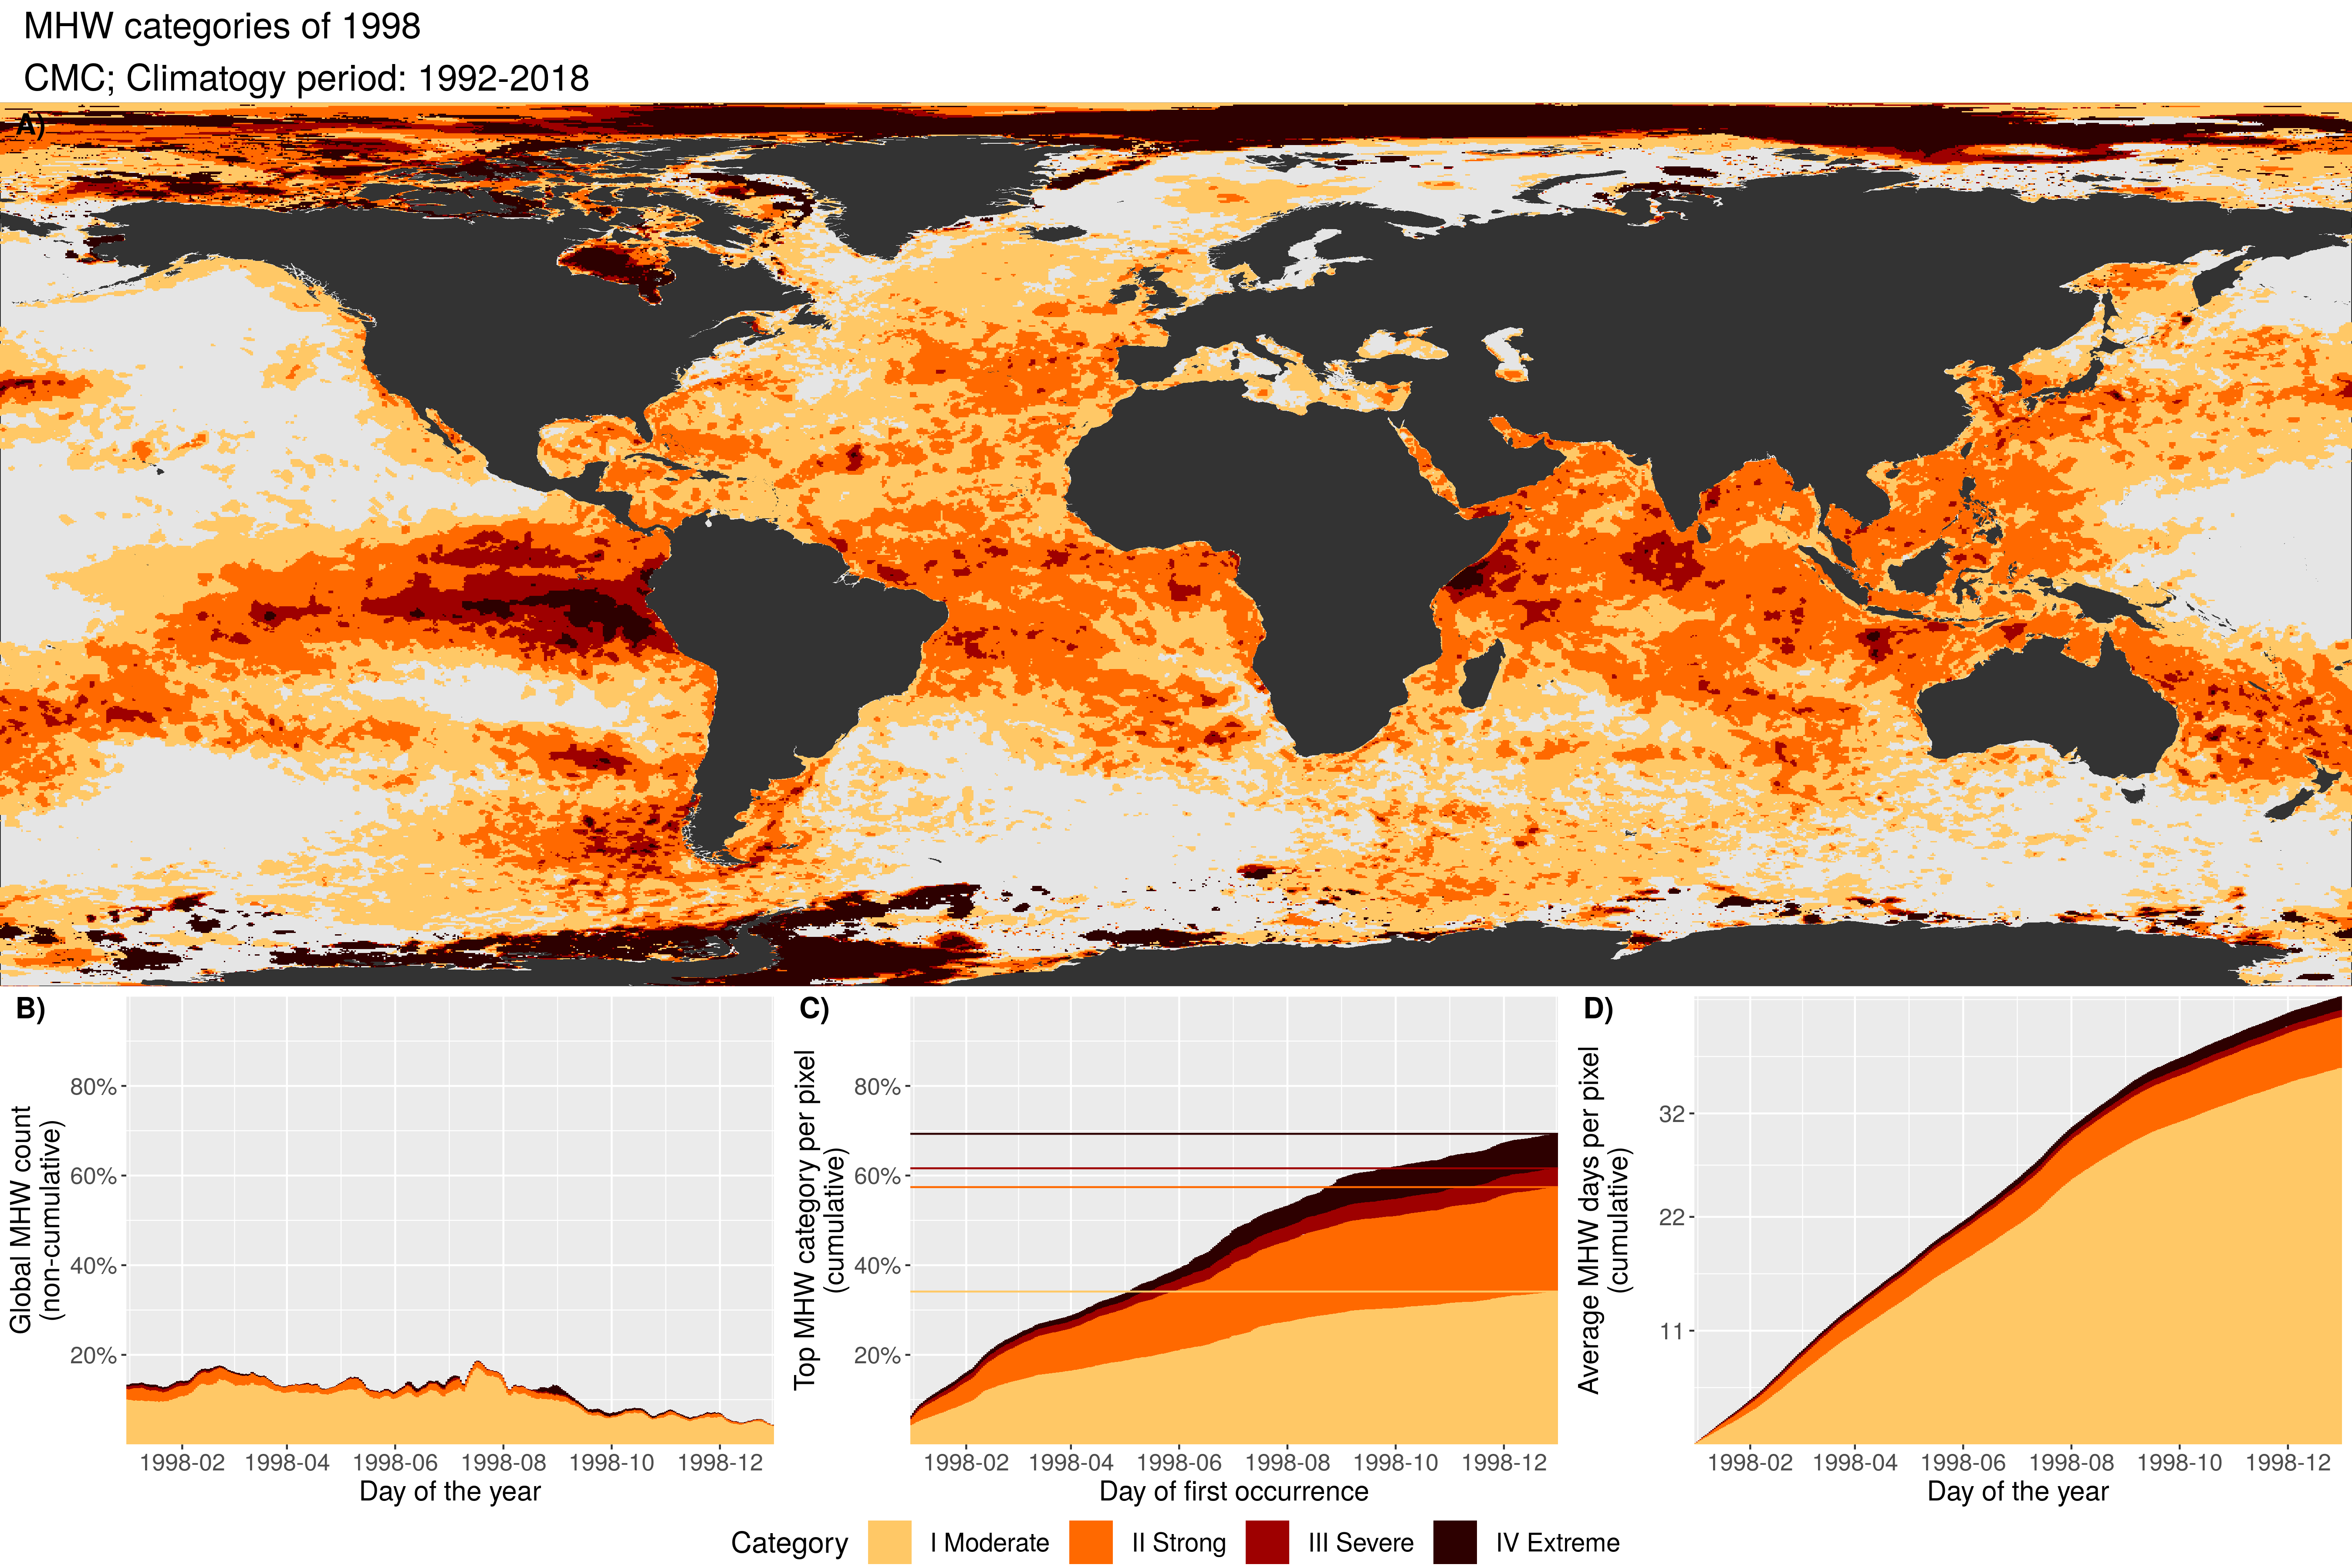 MHW categories of 1998
CMC; Climatogy period: 1992-2018
A)
B)
Global MHW count
(non-cumulative)
80%
60%
40%
20%
1998-02 1998-04 1998-06 1998-08 1998-10 1998-12
Day of the year
C)
Top MHW category per pixel
(cumulative)
80%
60%
40%
20%
1998-02 1998-04 1998-06 1998-08 1998-10 1998-12
Day of first occurrence
D)
Average MHW days per pixel
(cumulative)
32
22
11
1998-02 1998-04 1998-06 1998-08 1998-10 1998-12
Day of the year
Category I Moderate II Strong III Severe IV Extreme